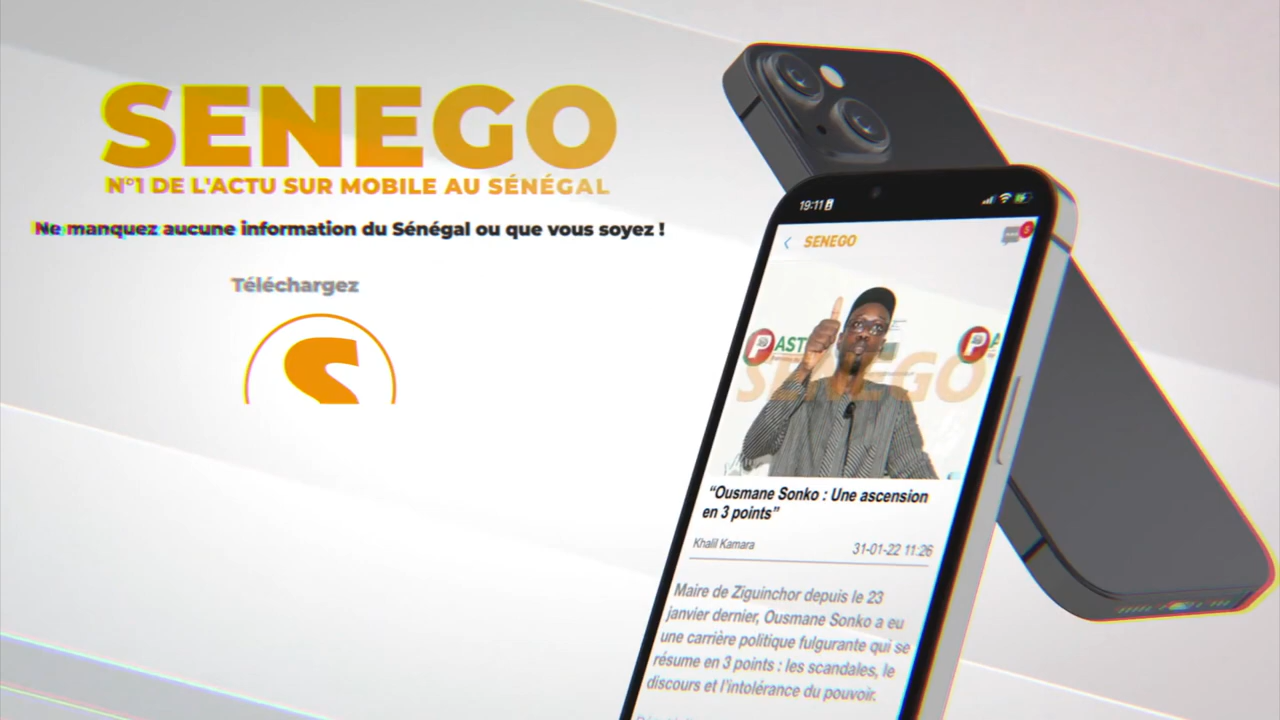 SENEGO
N°1 DE L'ACTU SUR MOBILE AU SÉNÉGAL
Ne manquez aucune information du Sénégal ou que vous soyez !
Téléchargez
S
19:11
SENEGO
5
PAST
P A
SENEGO
“Ousmane Sonko : Une ascension
en 3 points”
Khalil Kamara 31-01-22 11:26
Maire de Ziguinchor depuis le 23
janvier dernier, Ousmane Sonko a eu
une carrière politique fulgurante qui se
résume en 3 points : les scandales, le
discours et l'intolérance du pouvoir.